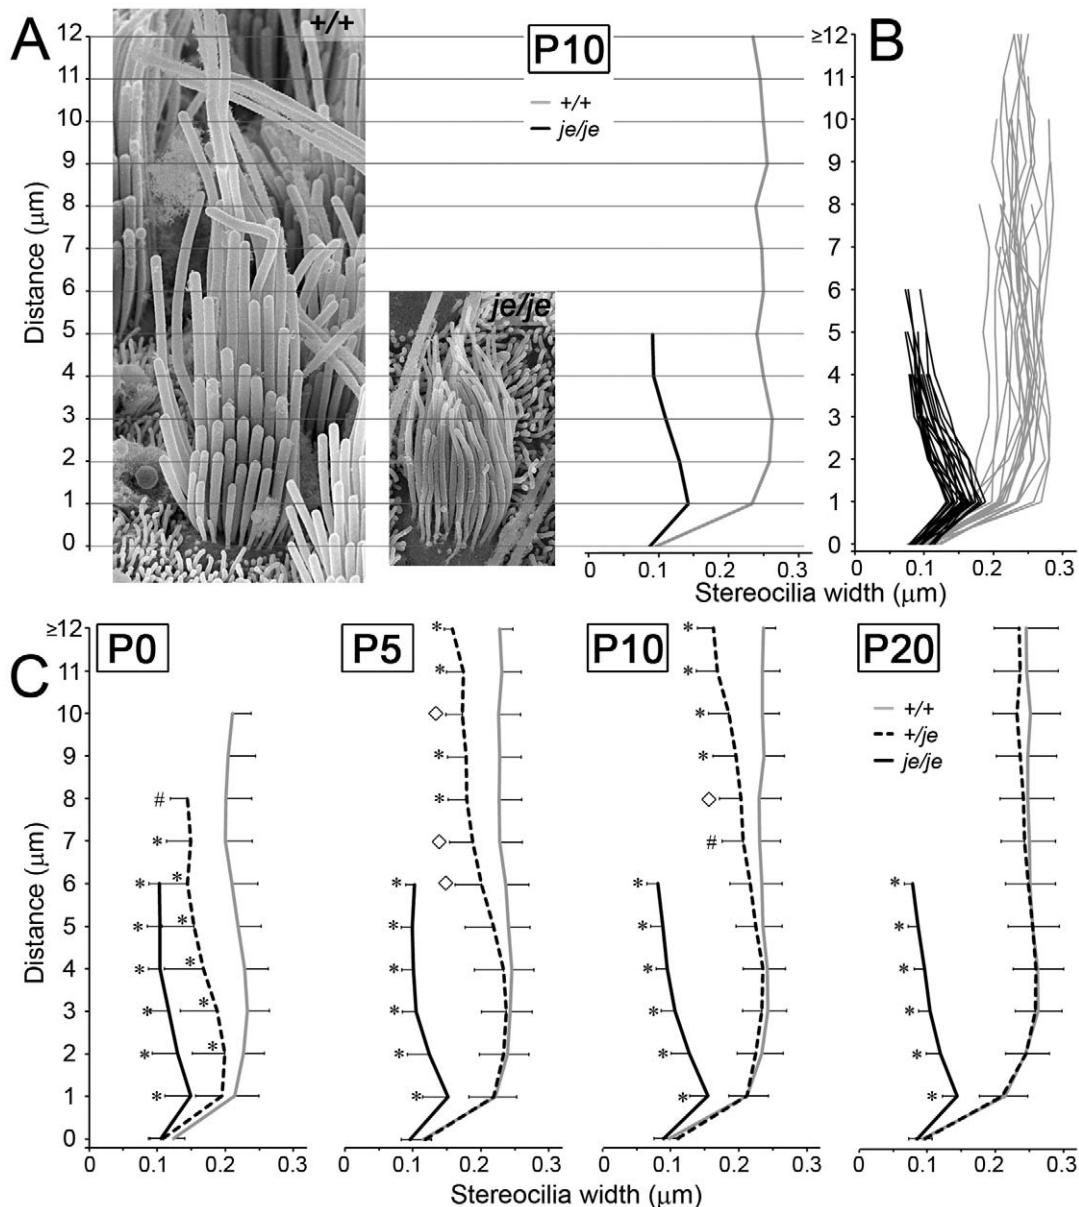 A
+/+
P10
B
+/+
je/je
je/je
12
11
10
9
8
7
6
5
4
3
2
1
0
Distance (μm)
≥12
11
10
9
8
7
6
5
4
3
2
1
0
0 0.1 0.2 0.3
0 0.1 0.2 0.3
Stereocilia width (μm)
C
P0
P5
P10
P20
+/+
+/je
je/je
≥12
11
10
9
8
7
6
5
4
3
2
1
0
Distance (μm)
# * * * * * * *
* * * * * * *
* * ◇ * * ◇ ◇
* * * * * *
* * * * ◇ #
* * * * * *
* * * * * *
0 0.1 0.2 0.3
0 0.1 0.2 0.3
0 0.1 0.2 0.3
0 0.1 0.2 0.3
Stereocilia width (μm)